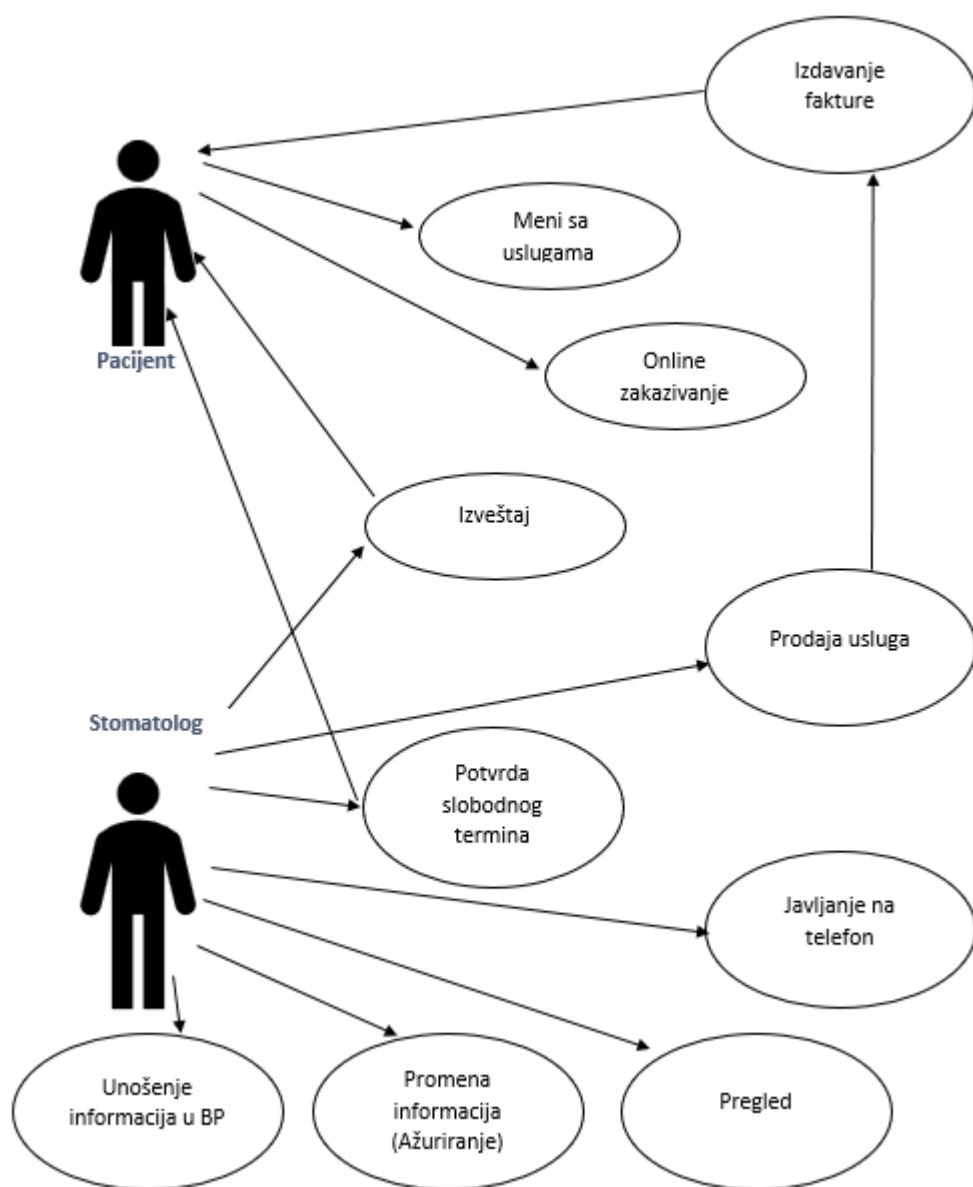 Izdavanje
fakture
Meni sa
uslugama
Pacijent
Online
zakazivanje
Izveštaj
Prodaja usluga
Stomatolog
Potvrda
slobodnog
termina
Javljanje na
telefon
Unošenje
informacija u BP
Promena
informacija
(Ažuriranje)
Pregled